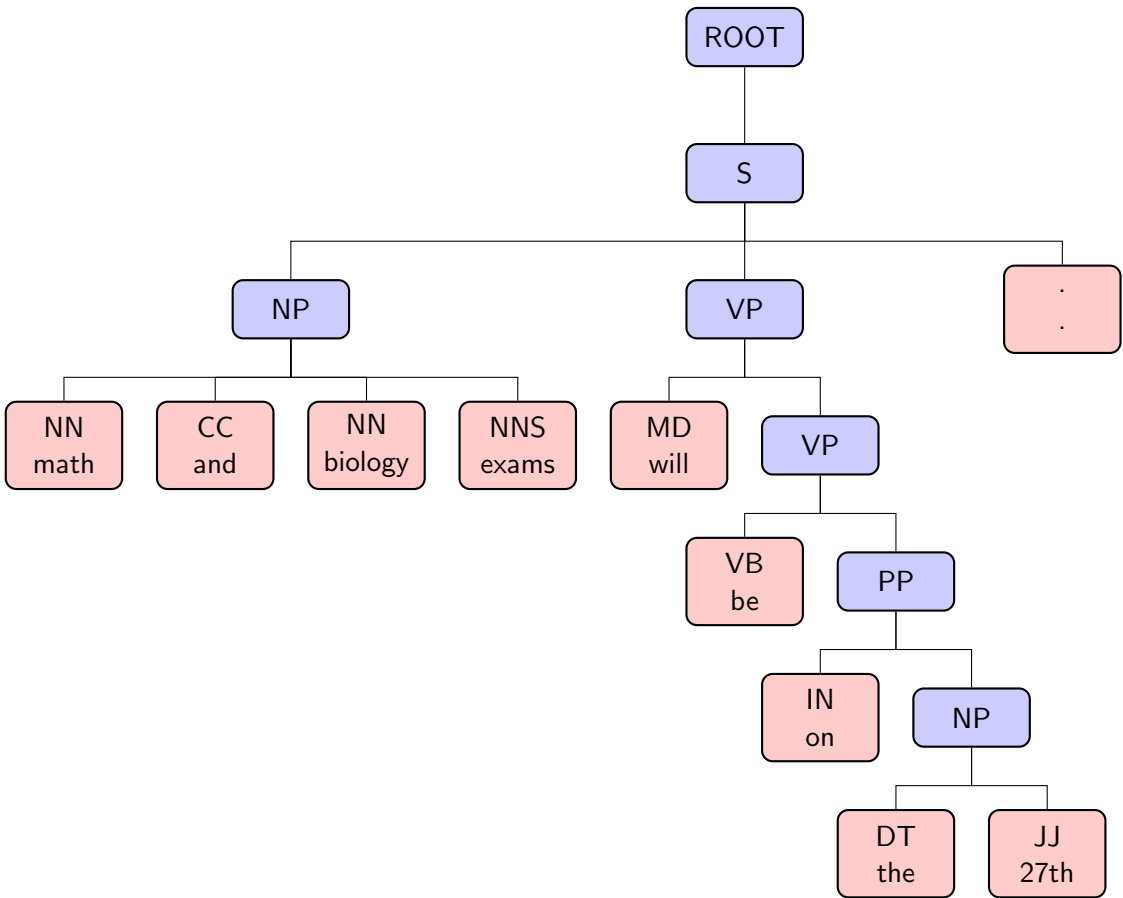 ROOT
S
NP
VP
.
.
NN
math
CC
and
NN
biology
NNS
exams
MD
will
VP
VB
be
PP
IN
on
NP
DT
the
JJ
27th